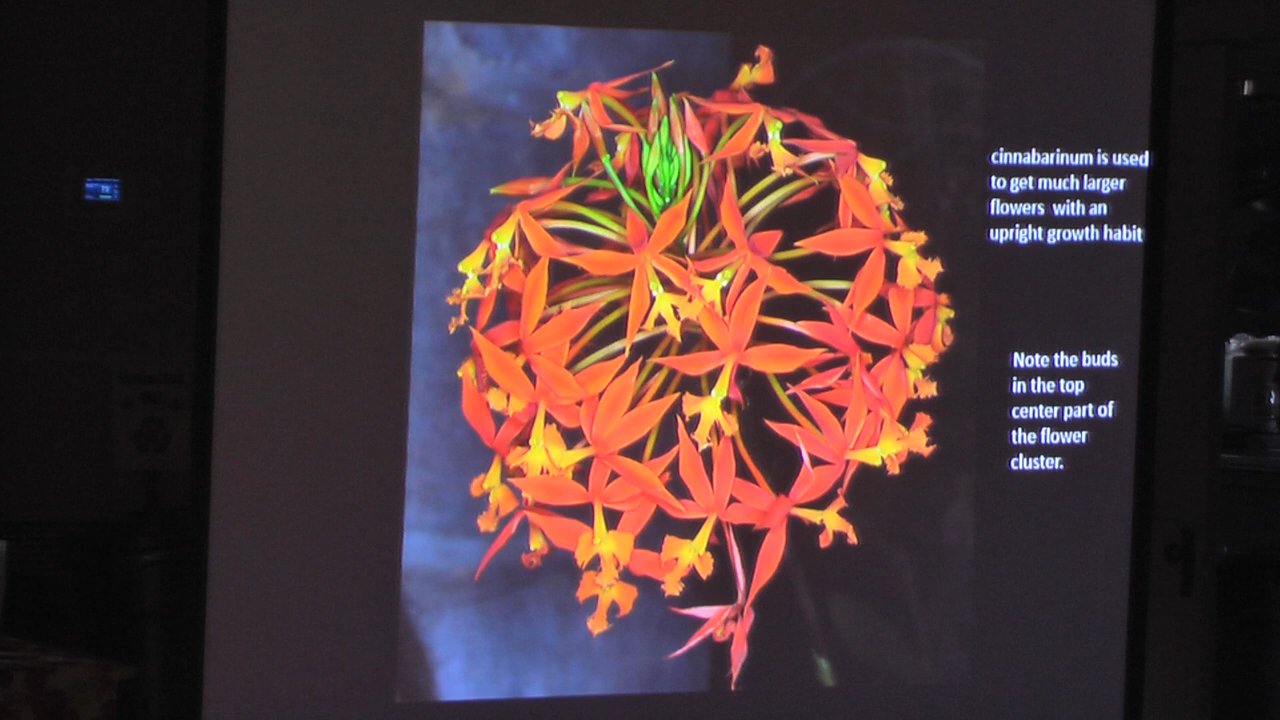 cinnabarinum is used
to get much larger
flowers with an
upright growth habit
Note the buds
in the top
center part of
the flower
cluster.